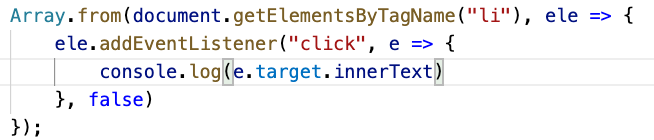 Array.from(document.getElementsByTagName("li"), ele => {
    ele.addEventListener("click", e => {
        console.log(e.target.innerText)
    }, false)
});